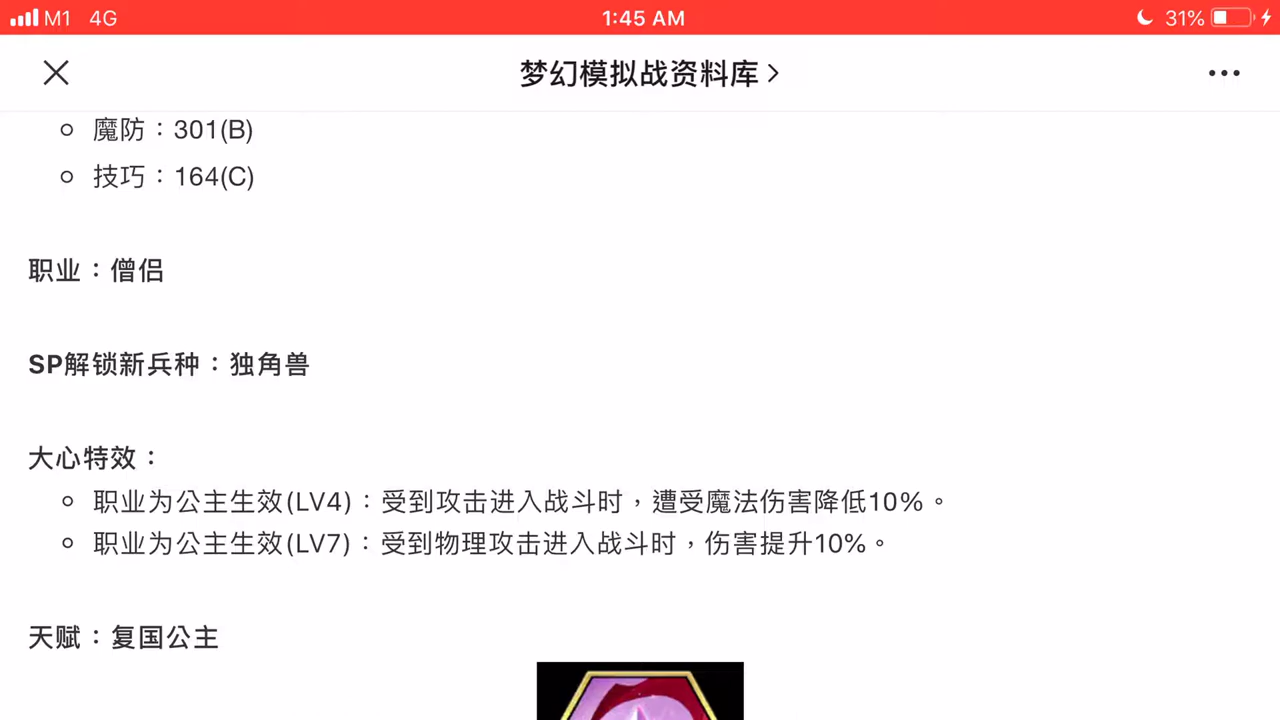 M1 4G 1:45 AM 31%
梦幻模拟战资料库
魔防：301(B)
技巧：164(C)
职业：僧侣
SP解锁新兵种：独角兽
大心特效：
职业为公主生效(LV4)：受到攻击进入战斗时，遭受魔法伤害降低10%。
职业为公主生效(LV7)：受到物理攻击进入战斗时，伤害提升10%。
天赋：复国公主